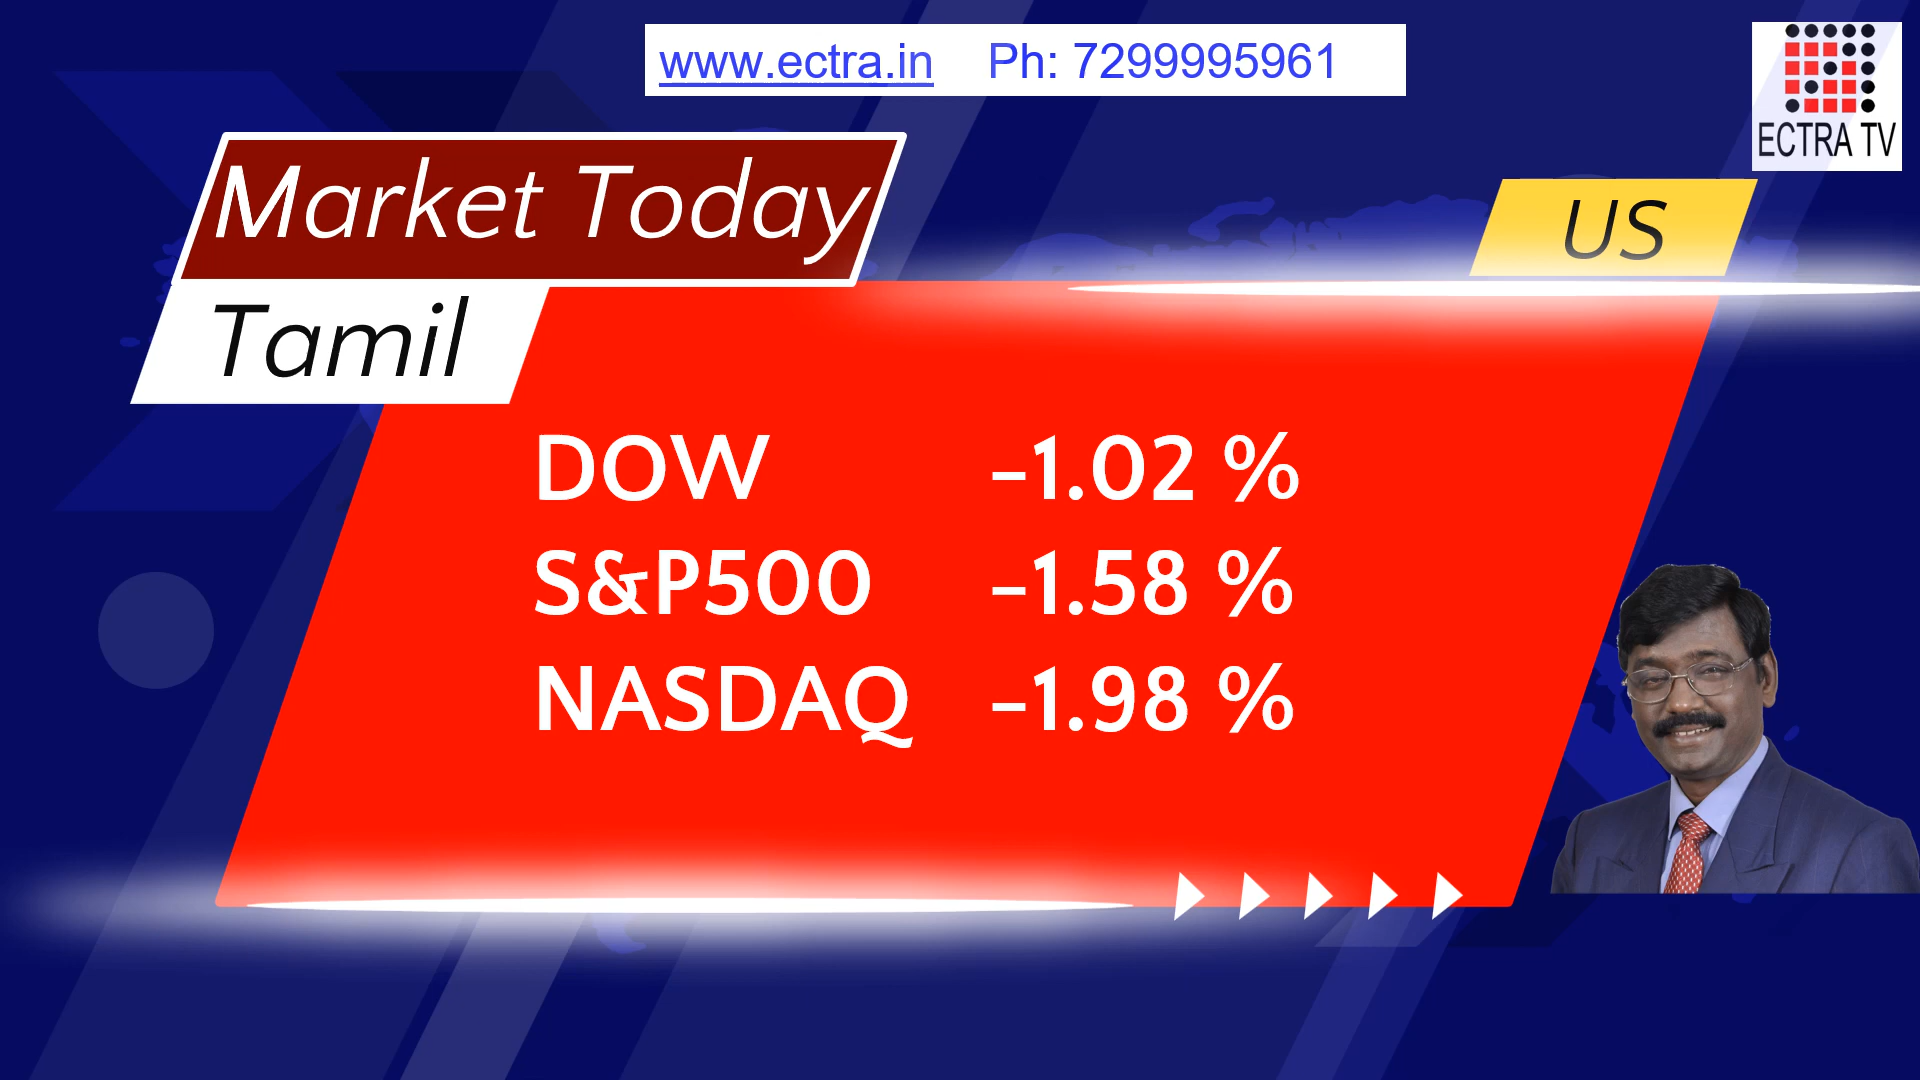 www.ectra.in Ph: 7299995961
ECTRA TV
Market Today
US
Tamil
DOW -1.02 %
S&P500 -1.58 %
NASDAQ -1.98 %